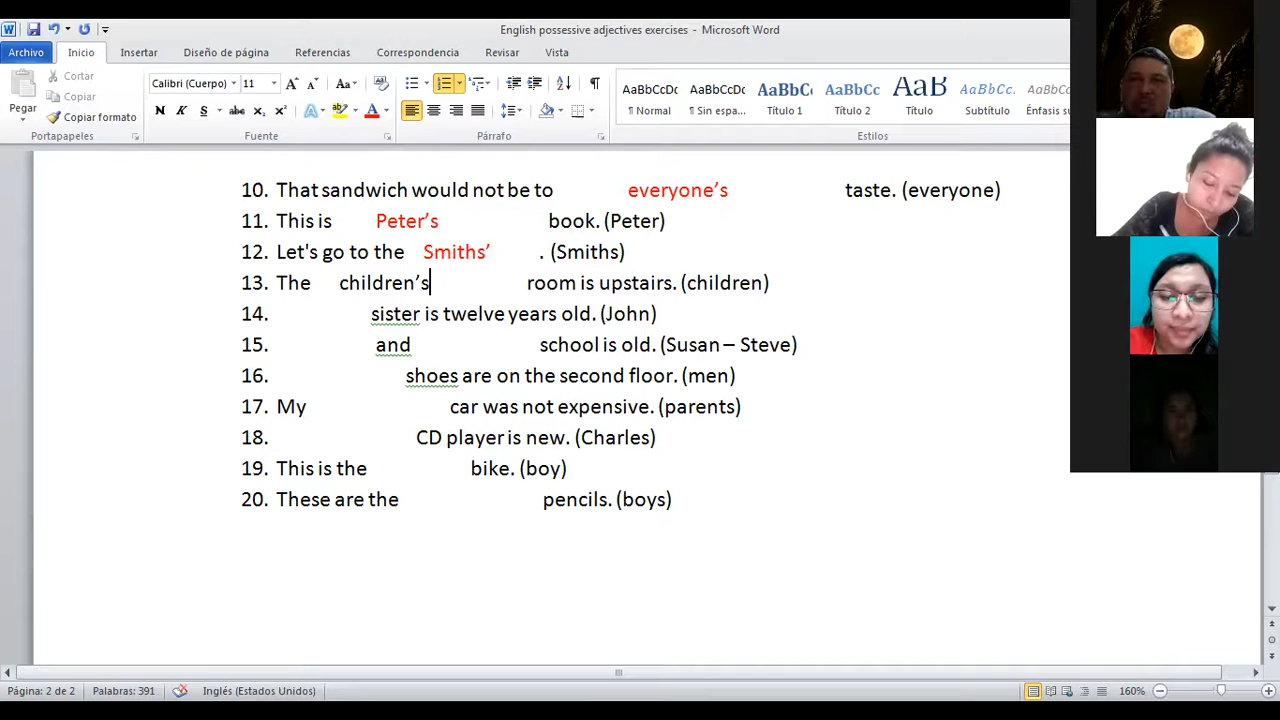 English possessive adjectives exercises - Microsoft Word
Archivo Inicio Insertar Diseño de página Referencias Correspondencia Revisar Vista
Cortar
Copiar
Copiar formato
Pegar
Portapapeles
Calibri (Cuerpo) 11
Fuente
Párrafo
AaBbCcDc AaBbCcDc AaBbCc AaBbCc AaB AaBbCc. AaBbCcDc
¶ Normal ¶ Sin espa... Título 1 Título 2 Título Subtítulo Énfasis su
Estilos
10. That sandwich would not be to everyone’s taste. (everyone)
11. This is Peter’s book. (Peter)
12. Let's go to the Smiths’ . (Smiths)
13. The children’s room is upstairs. (children)
14. sister is twelve years old. (John)
15. and school is old. (Susan – Steve)
16. shoes are on the second floor. (men)
17. My car was not expensive. (parents)
18. CD player is new. (Charles)
19. This is the bike. (boy)
20. These are the pencils. (boys)
Página: 2 de 2 Palabras: 391 Inglés (Estados Unidos) 160%